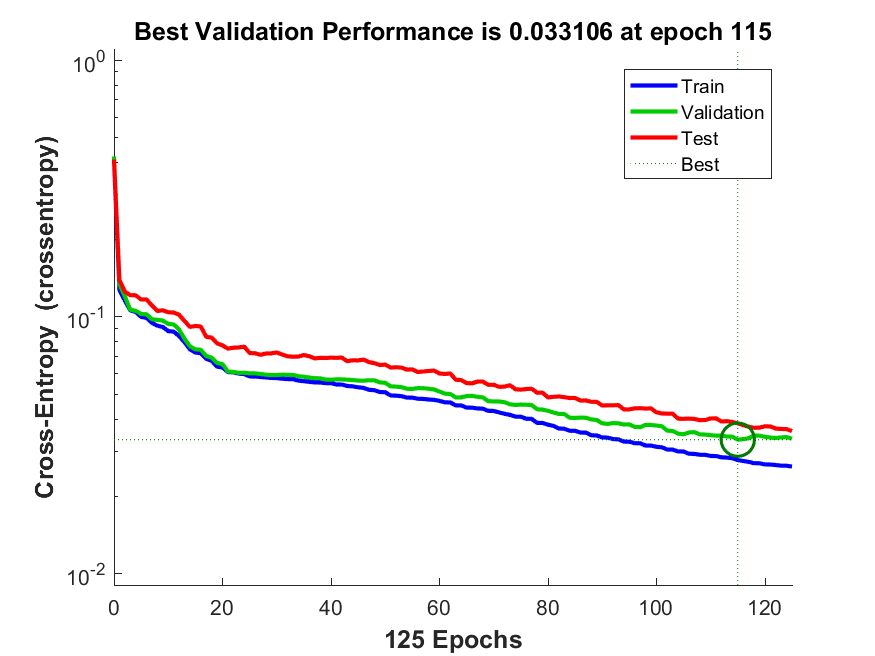 Best Validation Performance is 0.033106 at epoch 115
Cross-Entropy (crossentropy)
10^0
10^-1
10^-2
Train
Validation
Test
Best
0 20 40 60 80 100 120
125 Epochs